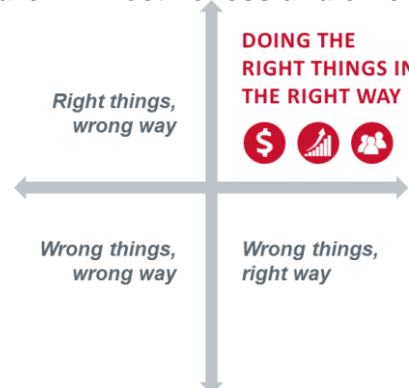 DOING THE
RIGHT THINGS IN
THE RIGHT WAY
Right things,
wrong way
$
Wrong things,
wrong way
Wrong things,
right way